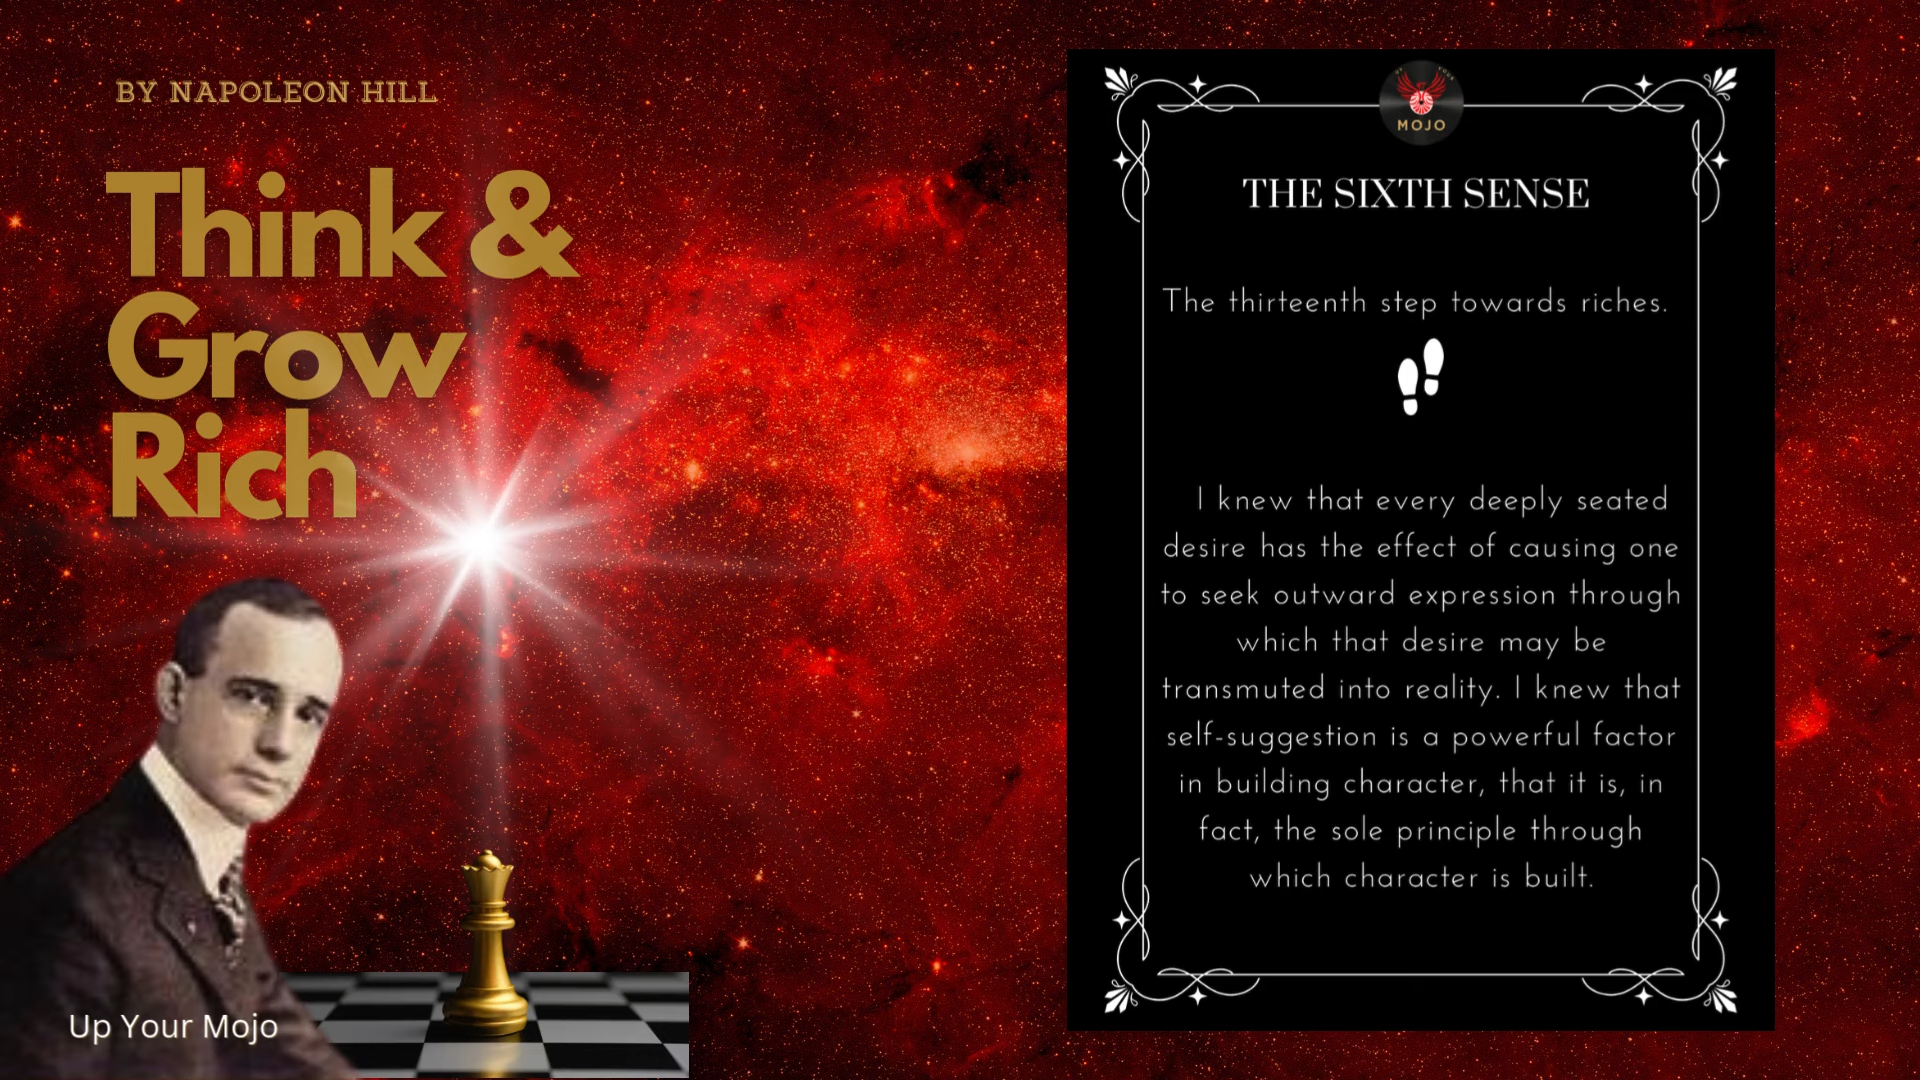 BY NAPOLEON HILL
Think &
Grow
Rich
Up Your Mojo
MOJO
THE SIXTH SENSE
The thirteenth step towards riches.
I knew that every deeply seated
desire has the effect of causing one
to seek outward expression through
which that desire may be
transmuted into reality. I knew that
self-suggestion is a powerful factor
in building character, that it is, in
fact, the sole principle through
which character is built.